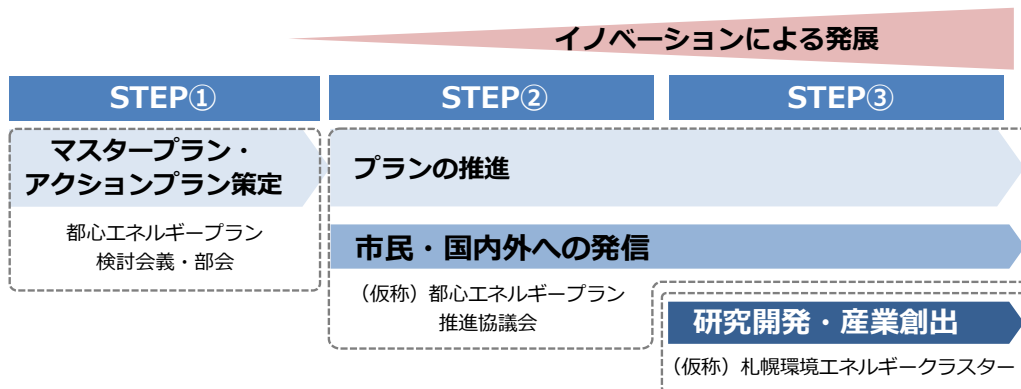 イノベーションによる発展
STEP①
STEP②
STEP③
マスタープラン・
アクションプラン策定
都心エネルギープラン
検討会議・部会
プランの推進
市民・国内外への発信
（仮称）都心エネルギープラン
推進協議会
研究開発・産業創出
（仮称）札幌環境エネルギークラスター